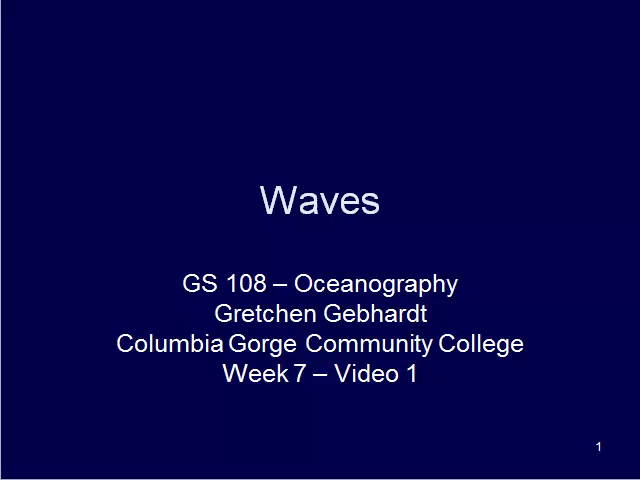 Waves
GS 108 – Oceanography
Gretchen Gebhardt
Columbia Gorge Community College
Week 7 – Video 1
1